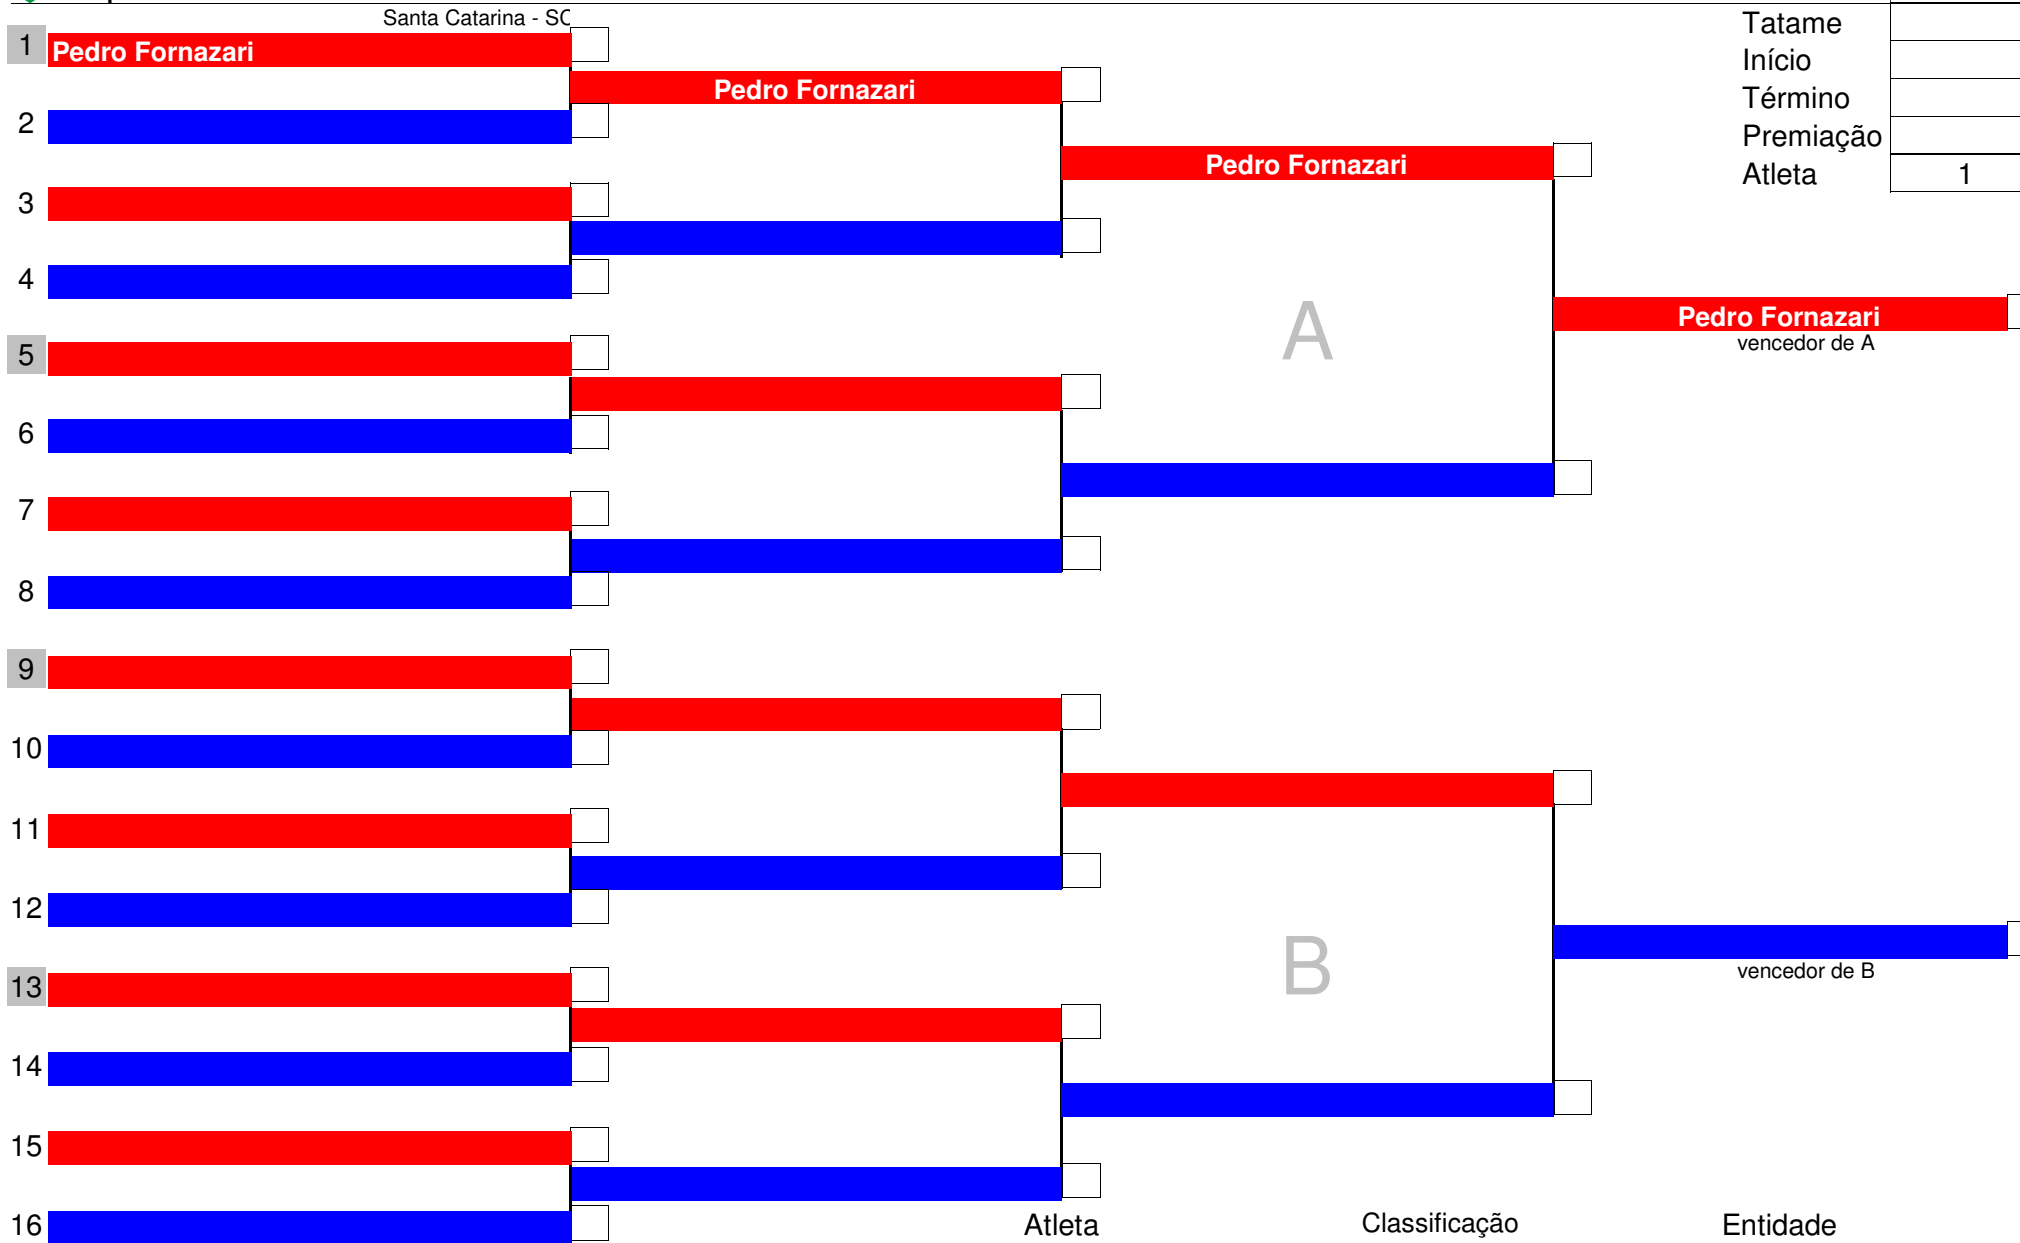 Santa Catarina - SC
Tatame
1 Pedro Fornazari
Início
Pedro Fornazari
Término
2
Premiação
Pedro Fornazari
Atleta 1
3
4
Pedro Fornazari
A
vencedor de A
5
6
7
8
9
10
11
12
B
vencedor de B
13
14
15
16
Atleta Classificação Entidade